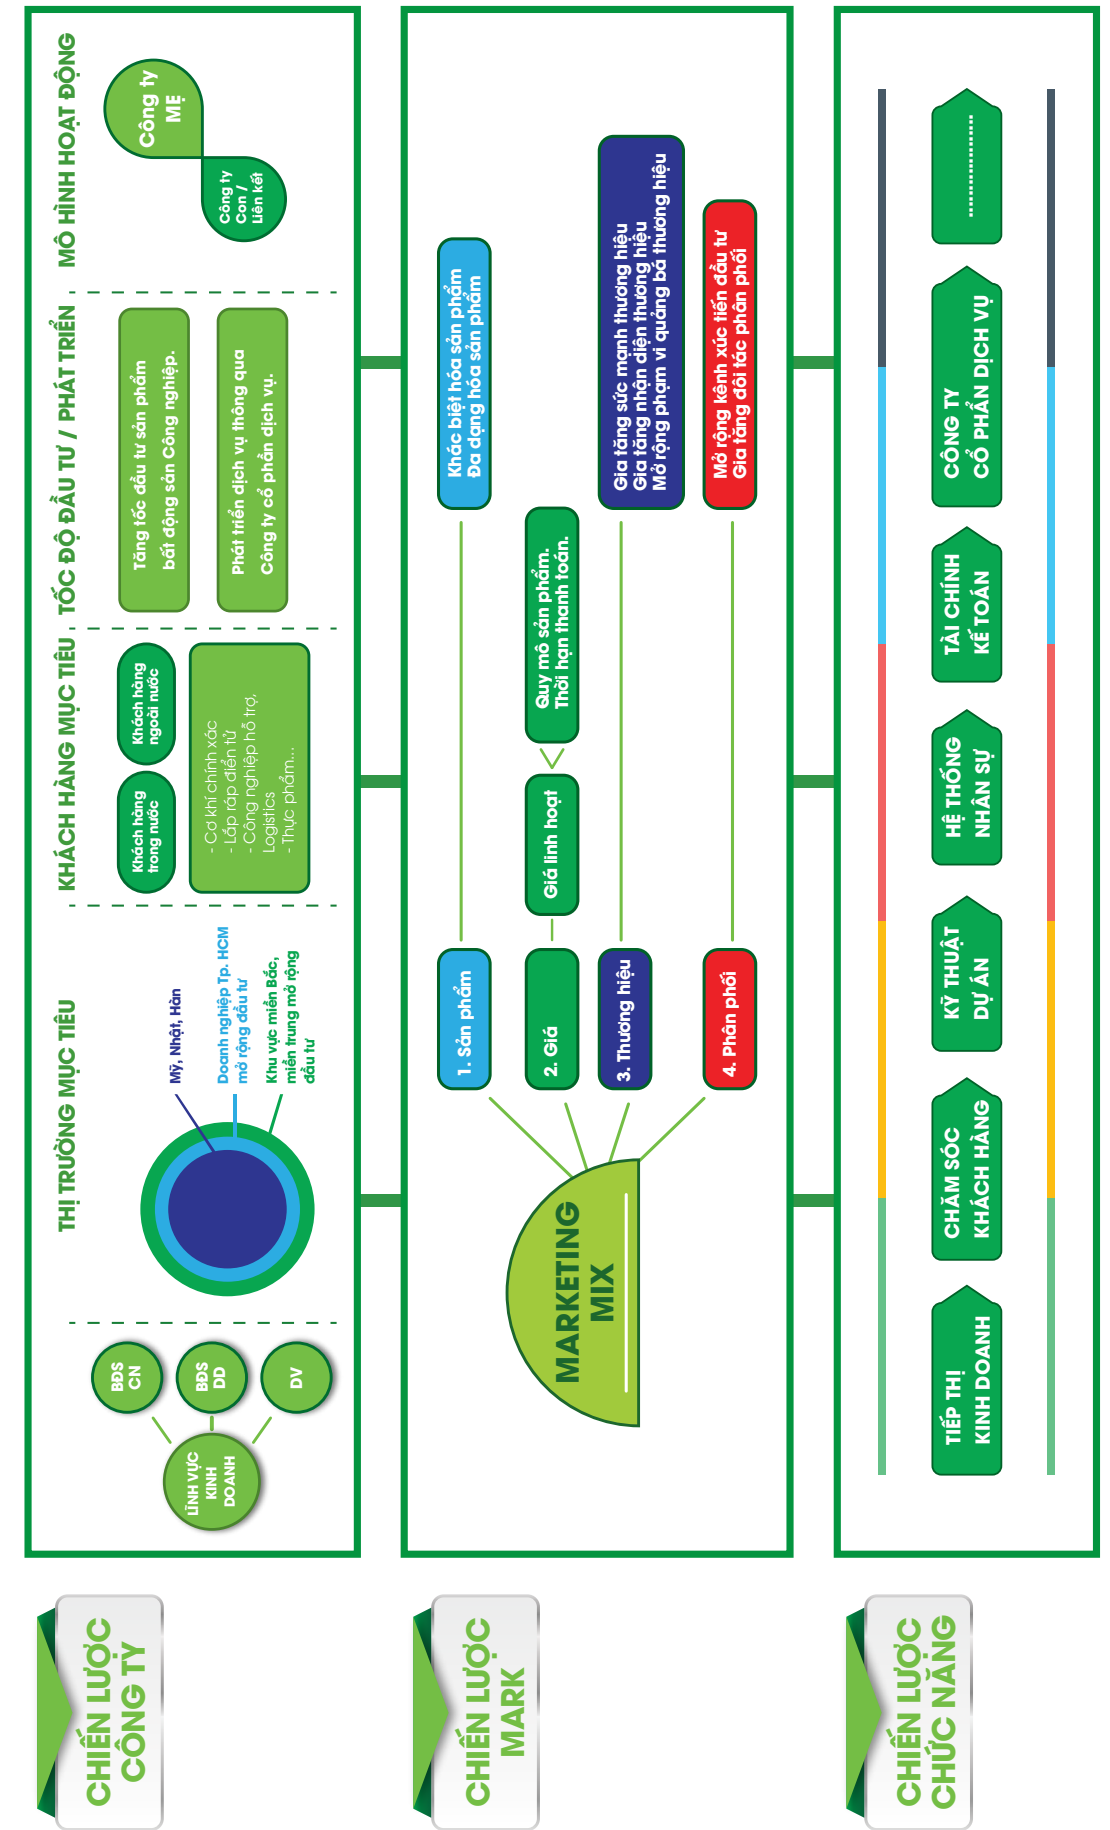 CHIẾN LƯỢC
CÔNG TY
LĨNH VỰC
KINH
DOANH
BĐS
CN
BĐS
DD
DV
THỊ TRƯỜNG MỤC TIÊU
Mỹ, Nhật, Hàn
Doanh nghiệp Tp. HCM
mở rộng đầu tư
Khu vực miền Bắc,
miền trung mở rộng
đầu tư
KHÁCH HÀNG MỤC TIÊU
Khách hàng
trong nước
Khách hàng
ngoài nước
- Cơ khí chính xác
- Lắp ráp điển tử
- Công nghiệp hỗ trợ,
Logistics
- Thực phẩm...
TỐC ĐỘ ĐẦU TƯ / PHÁT TRIỂN
Tăng tốc đầu tư sản phẩm
bất động sản Công nghiệp.
Phát triển dịch vụ thông qua
Công ty cổ phần dịch vụ.
MÔ HÌNH HOẠT ĐỘNG
Công ty
MẸ
Công ty
Con /
Liên kết
CHIẾN LƯỢC
MARK
MARKETING
MIX
1. Sản phẩm
Khác biệt hóa sản phẩm
Đa dạng hóa sản phẩm
2. Giá
Giá linh hoạt
Quy mô sản phẩm.
Thời hạn thanh toán.
3. Thương hiệu
Gia tăng sức mạnh thương hiệu
Gia tăng nhận diện thương hiệu
Mở rộng phạm vi quảng bá thương hiệu
4. Phân phối
Mở rộng kênh xúc tiến đầu tư
Gia tăng đối tác phân phối
CHIẾN LƯỢC
CHỨC NĂNG
TIẾP THỊ
KINH DOANH
CHĂM SÓC
KHÁCH HÀNG
KỸ THUẬT
DỰ ÁN
HỆ THỐNG
NHÂN SỰ
TÀI CHÍNH
KẾ TOÁN
CÔNG TY
CỔ PHẦN DỊCH VỤ
...................